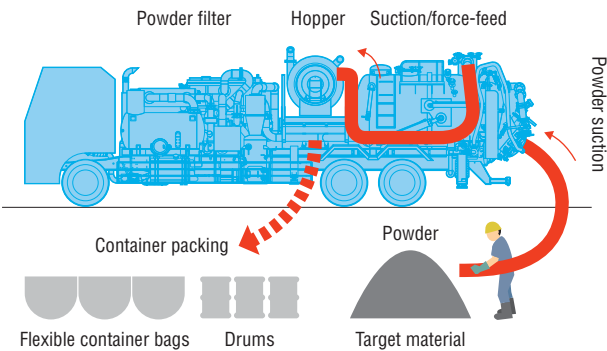 Powder filter
Hopper
Suction/force-feed
Powder suction
Container packing
Powder
Flexible container bags
Drums
Target material